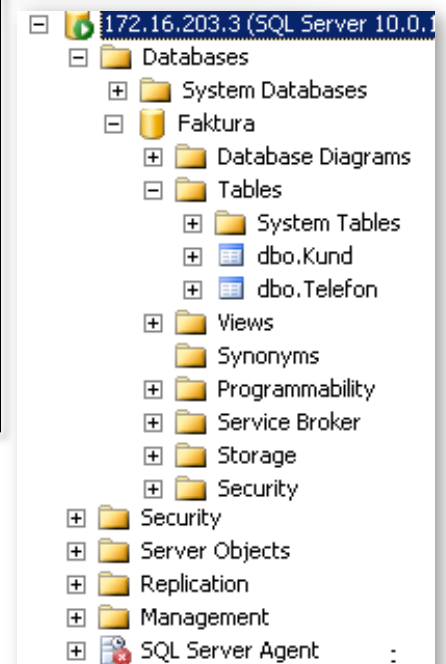 172.16.203.3 (SQL Server 10.0.1
Databases
System Databases
Faktura
Database Diagrams
Tables
System Tables
dbo.Kund
dbo.Telefon
Views
Synonyms
Programmability
Service Broker
Storage
Security
Security
Server Objects
Replication
Management
SQL Server Agent